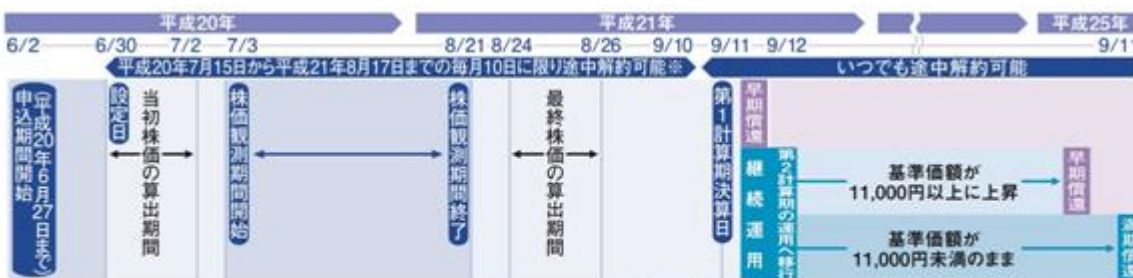 平成20年
平成21年
平成25年
6/2
6/30
7/2
7/3
8/21
8/24
8/26
9/10
9/11
9/12
9/11
平成20年7月15日から平成21年8月17日までの毎月10日に限り途中解約可能※
いつでも途中解約可能
申込期間開始
(平成20年6月27日まで)
設定日
当初株価の算出期間
株価観測期間開始
株価観測期間終了
最終株価の算出期間
第1計算期決算日
早期償還
継続運用
第2計算期の運用へ移行
基準価額が
11,000円以上に上昇
早期償還
基準価額が
11,000円未満のまま
満期償還